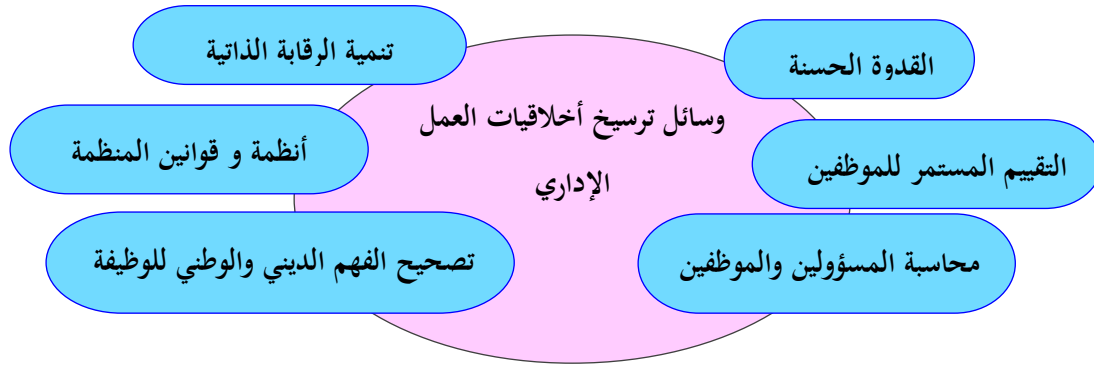 وسائل ترسيخ أخلاقيات العمل
الإداري
القدوة الحسنة
التقييم المستمر للموظفين
محاسبة المسؤولين والموظفين
تنمية الرقابة الذاتية
أنظمة و قوانين المنظمة
تصحيح الفهم الديني والوطني للوظيفة